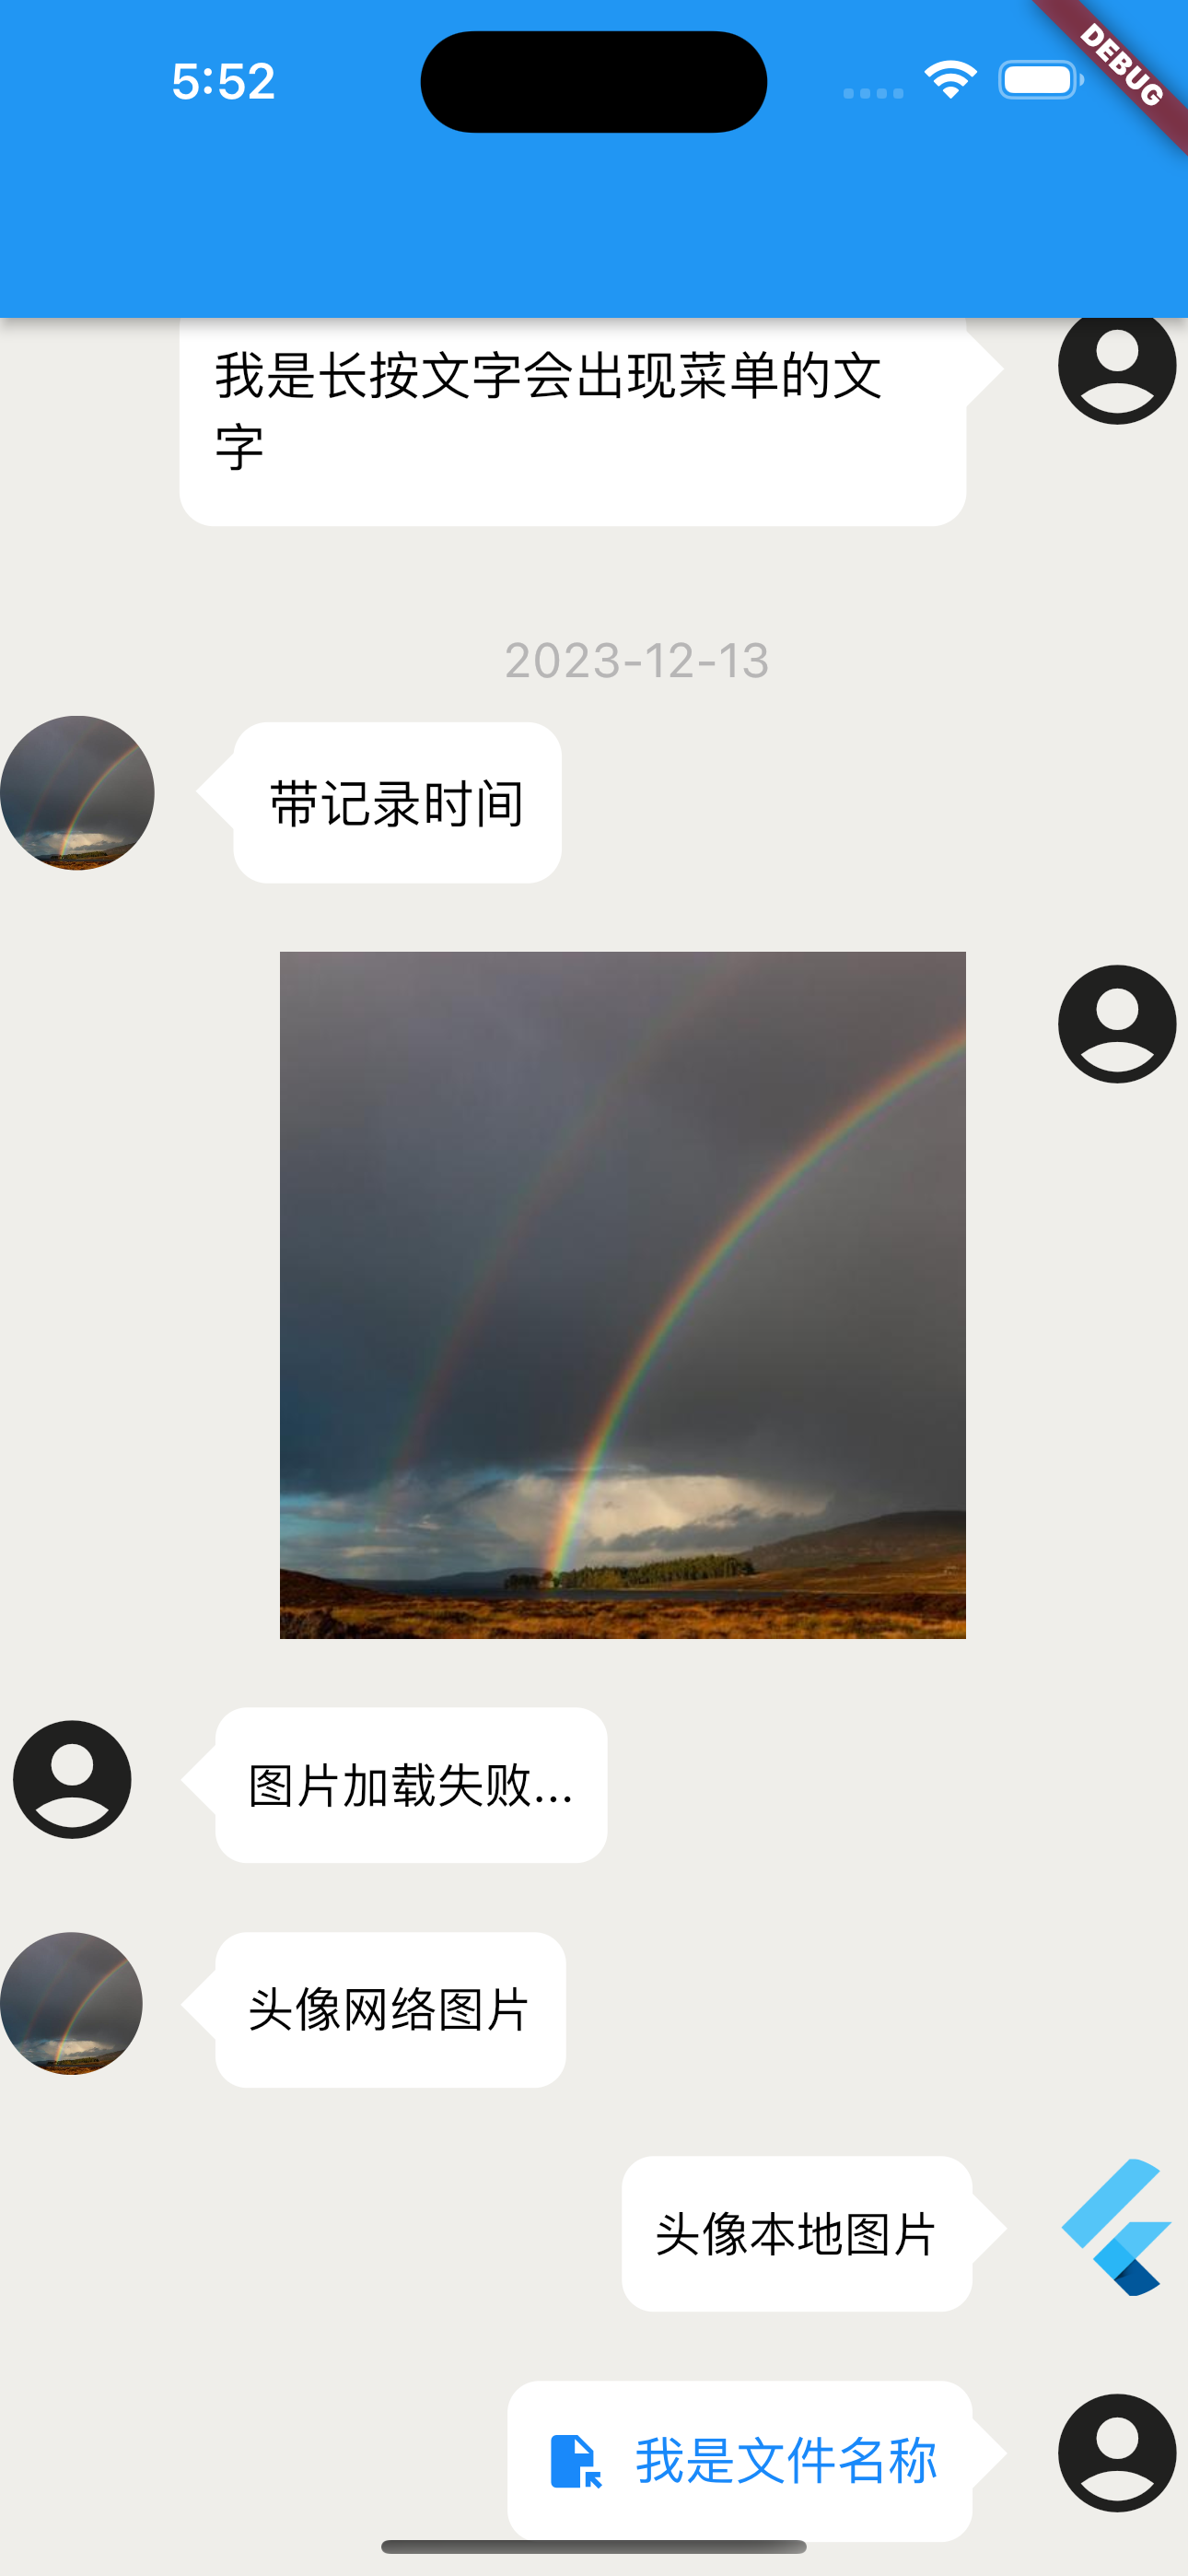 5:52
DEBUG
我是长按文字会出现菜单的文
字
2023-12-13
带记录时间
图片加载失败...
头像网络图片
头像本地图片
我是文件名称